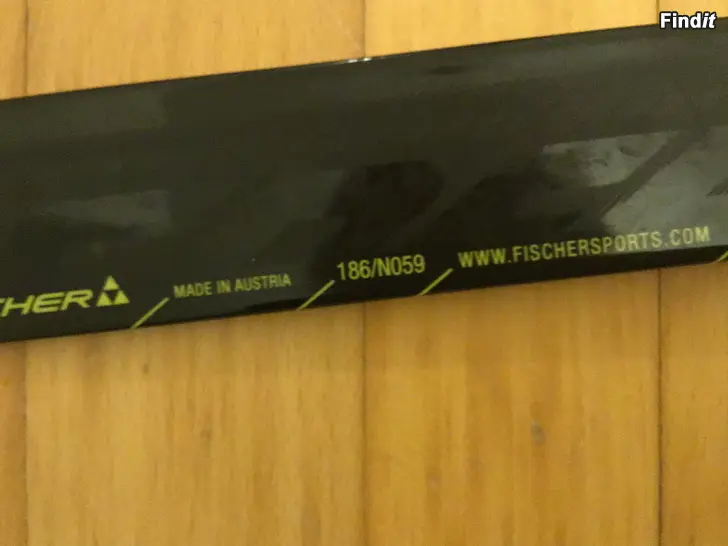 Findit
CHER MADE IN AUSTRIA 186/N059 WWW.FISCHERSPORTS.COM